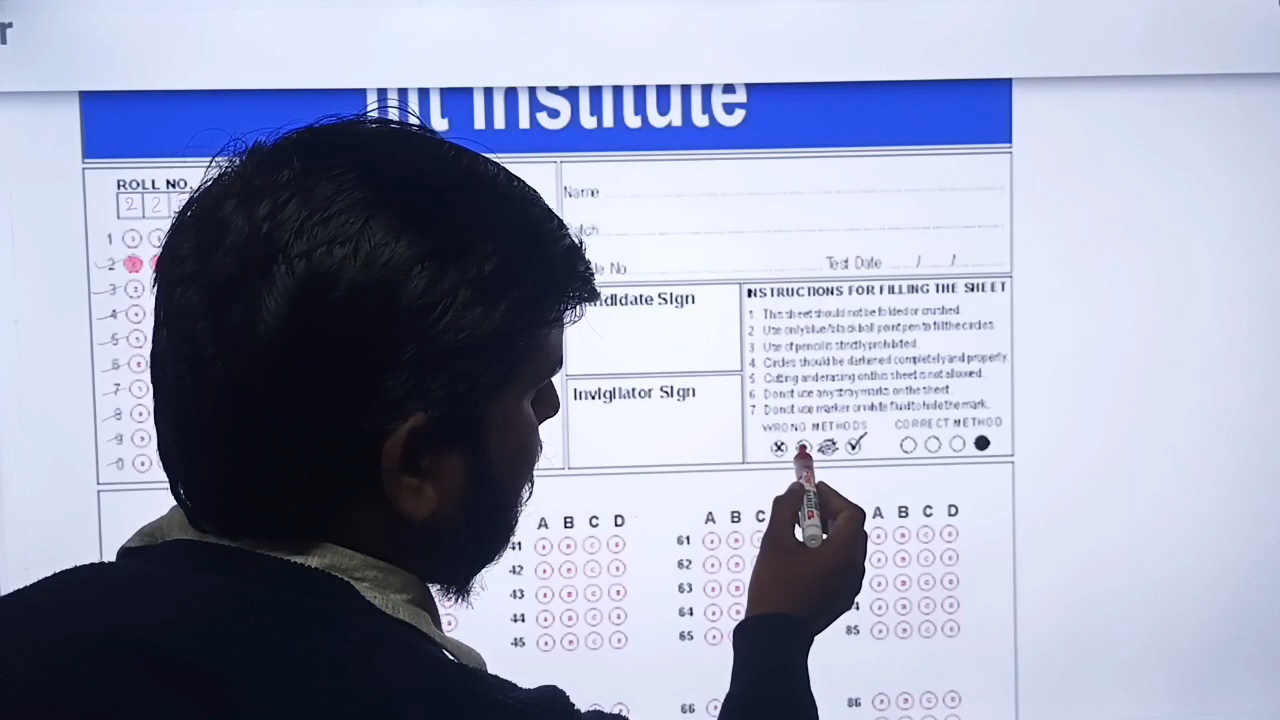 r
Institute
ROLL NO.
2 2
Name
Test Date / /
1
2
3
4
5
6
7
8
9
0
Candidate Sign
Invigilator Sign
INSTRUCTIONS FOR FILLING THE SHEET
1. This sheet should not be folded or crushed.
2. Use only blue/black ball point pen to fill the circles.
3. Use of pencil is strictly prohibited.
4. Circles should be darkened completely and properly.
5. Cutting and erasing on this sheet is not allowed.
6. Do not use any stray marks on the sheet.
7. Do not use marker or white fluid to hide the mark.
WRONG METHODS CORRECT METHOD
A B C D
41
42
43
44
45
A B C
61
62
63
64
65
66
A B C D
85
86